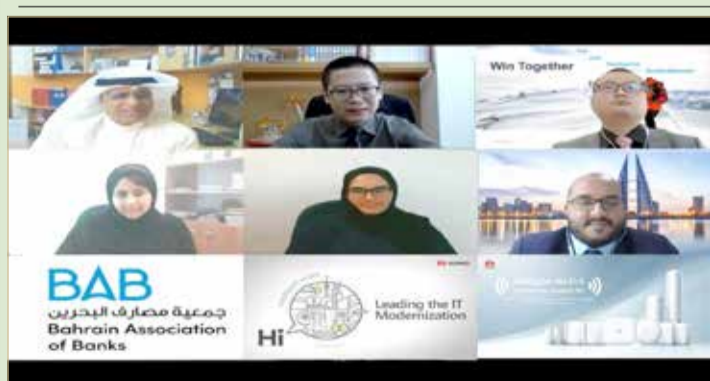 Win Together
BAB
جمعية مصارف البحرين
Bahrain Association
of Banks
Hi
Leading the IT
Modernization